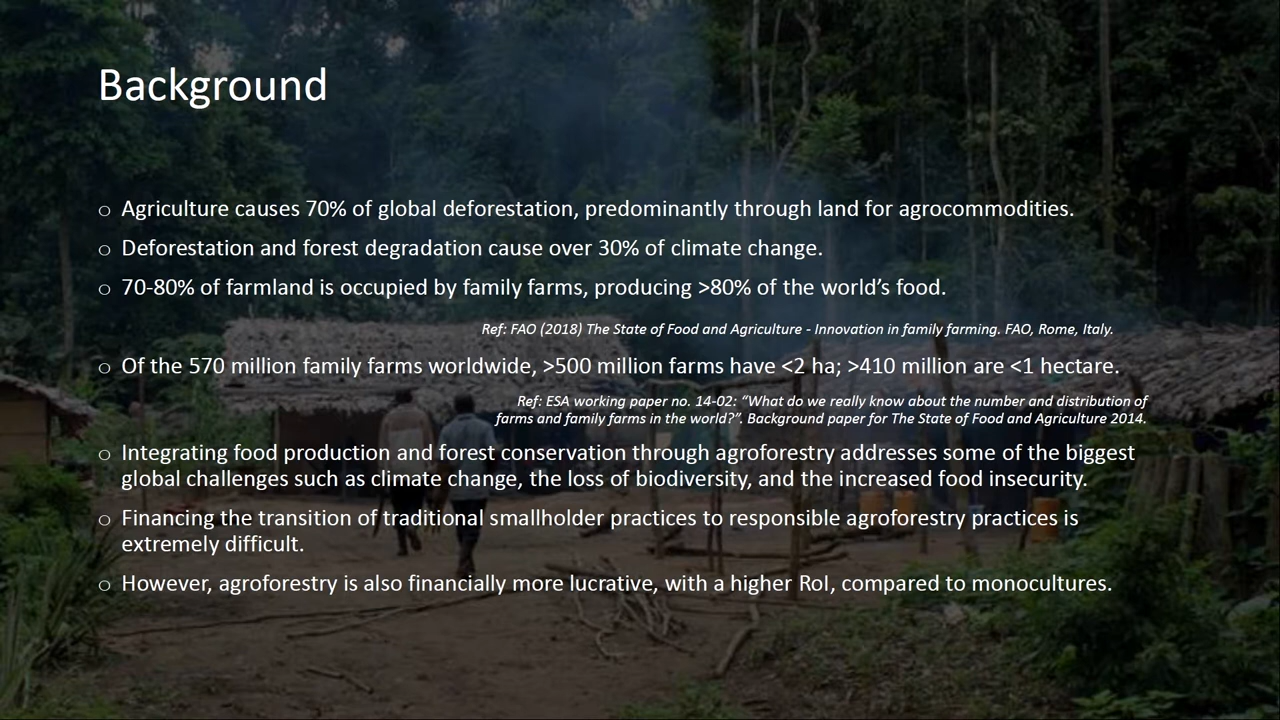 Background
○ Agriculture causes 70% of global deforestation, predominantly through land for agrocommodities.
○ Deforestation and forest degradation cause over 30% of climate change.
○ 70-80% of farmland is occupied by family farms, producing >80% of the world’s food.
Ref: FAO (2018) The State of Food and Agriculture - Innovation in family farming. FAO, Rome, Italy.
○ Of the 570 million family farms worldwide, >500 million farms have <2 ha; >410 million are <1 hectare.
Ref: ESA working paper no. 14-02: “What do we really know about the number and distribution of
farms and family farms in the world?”. Background paper for The State of Food and Agriculture 2014.
○ Integrating food production and forest conservation through agroforestry addresses some of the biggest
global challenges such as climate change, the loss of biodiversity, and the increased food insecurity.
○ Financing the transition of traditional smallholder practices to responsible agroforestry practices is
extremely difficult.
○ However, agroforestry is also financially more lucrative, with a higher RoI, compared to monocultures.